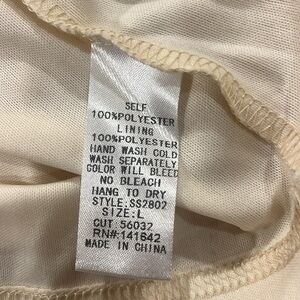 SELF
100%POLYESTER
LINING
100%POLYESTER
HAND WASH COLD
WASH SEPARATELY
COLOR WILL BLEED
NO BLEACH
HANG TO DRY
STYLE:SS2802
SIZE:L
CUT:56032
RN#:141642
MADE IN CHINA